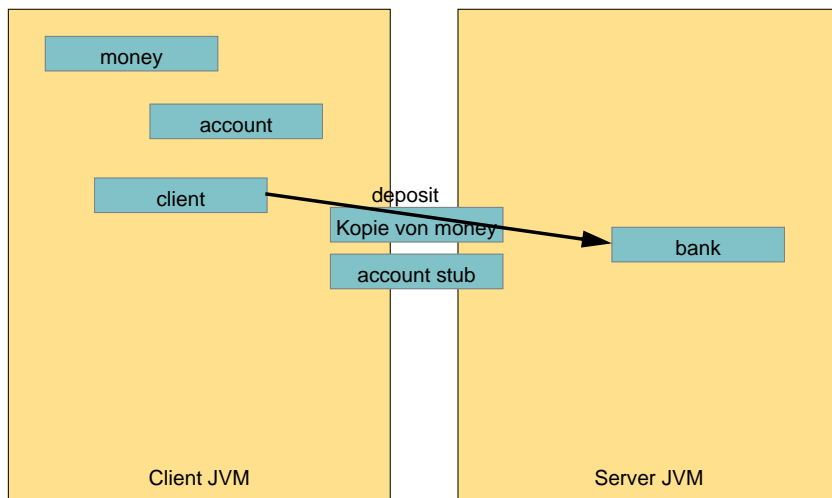 money
account
client
deposit
Kopie von money
bank
account stub
Client JVM
Server JVM